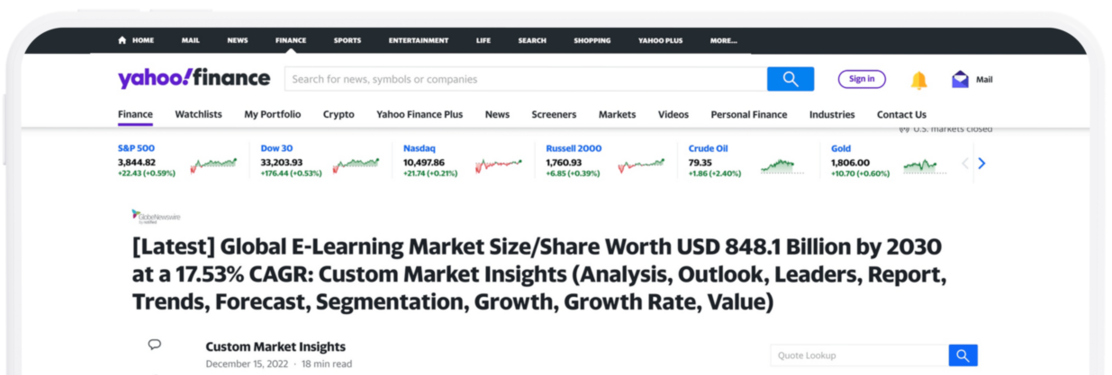 HOME MAIL NEWS FINANCE SPORTS ENTERTAINMENT LIFE SEARCH SHOPPING YAHOO PLUS MORE...
yahoo!finance Search for news, symbols or companies Sign in Mail
Finance Watchlists My Portfolio Crypto Yahoo Finance Plus News Screeners Markets Videos Personal Finance Industries Contact Us
U.S. markets closed
S&P 500 Dow 30 Nasdaq Russell 2000 Crude Oil Gold
3,844.82 33,203.93 10,497.86 1,760.93 79.35 1,806.00
+22.43 (+0.59%) +176.44 (+0.53%) +21.74 (+0.21%) +6.85 (+0.39%) +1.86 (+2.40%) +10.70 (+0.60%)
GlobeNewswire
[Latest] Global E-Learning Market Size/Share Worth USD 848.1 Billion by 2030
at a 17.53% CAGR: Custom Market Insights (Analysis, Outlook, Leaders, Report,
Trends, Forecast, Segmentation, Growth, Growth Rate, Value)
Custom Market Insights
December 15, 2022 · 18 min read
Quote Lookup